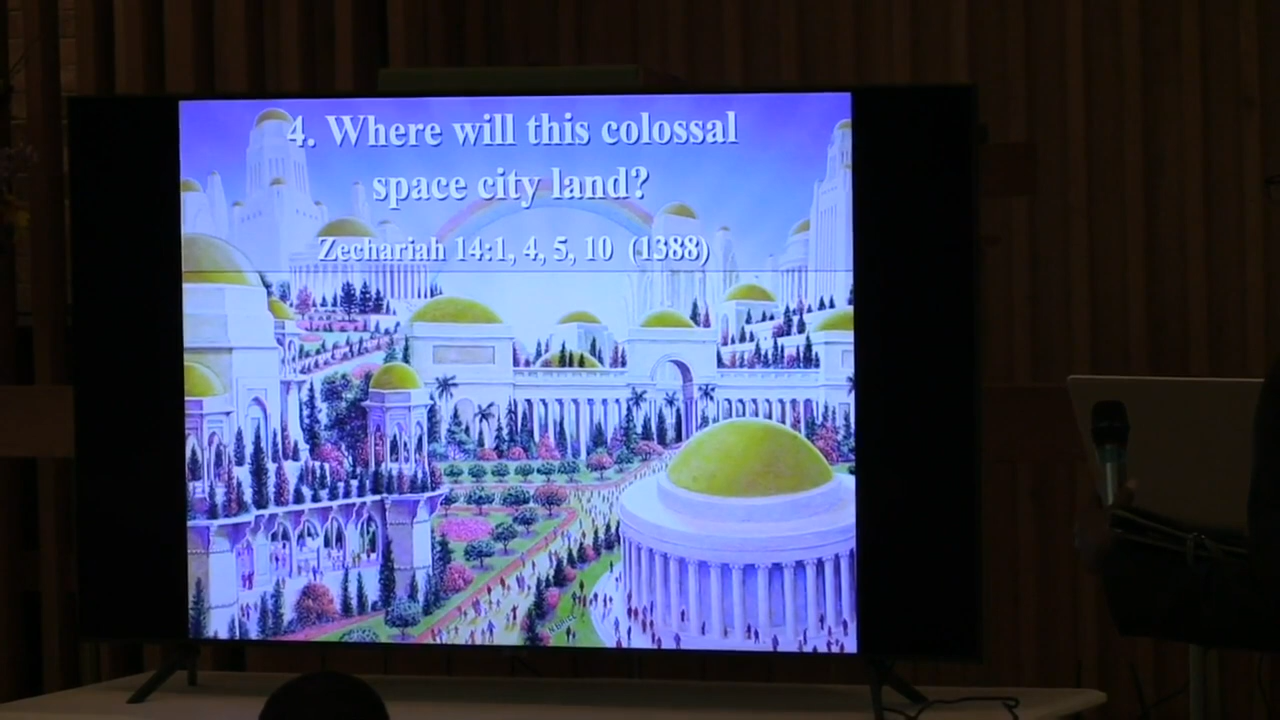 4. Where will this colossal
space city land?
Zechariah 14:1, 4, 5, 10 (1388)